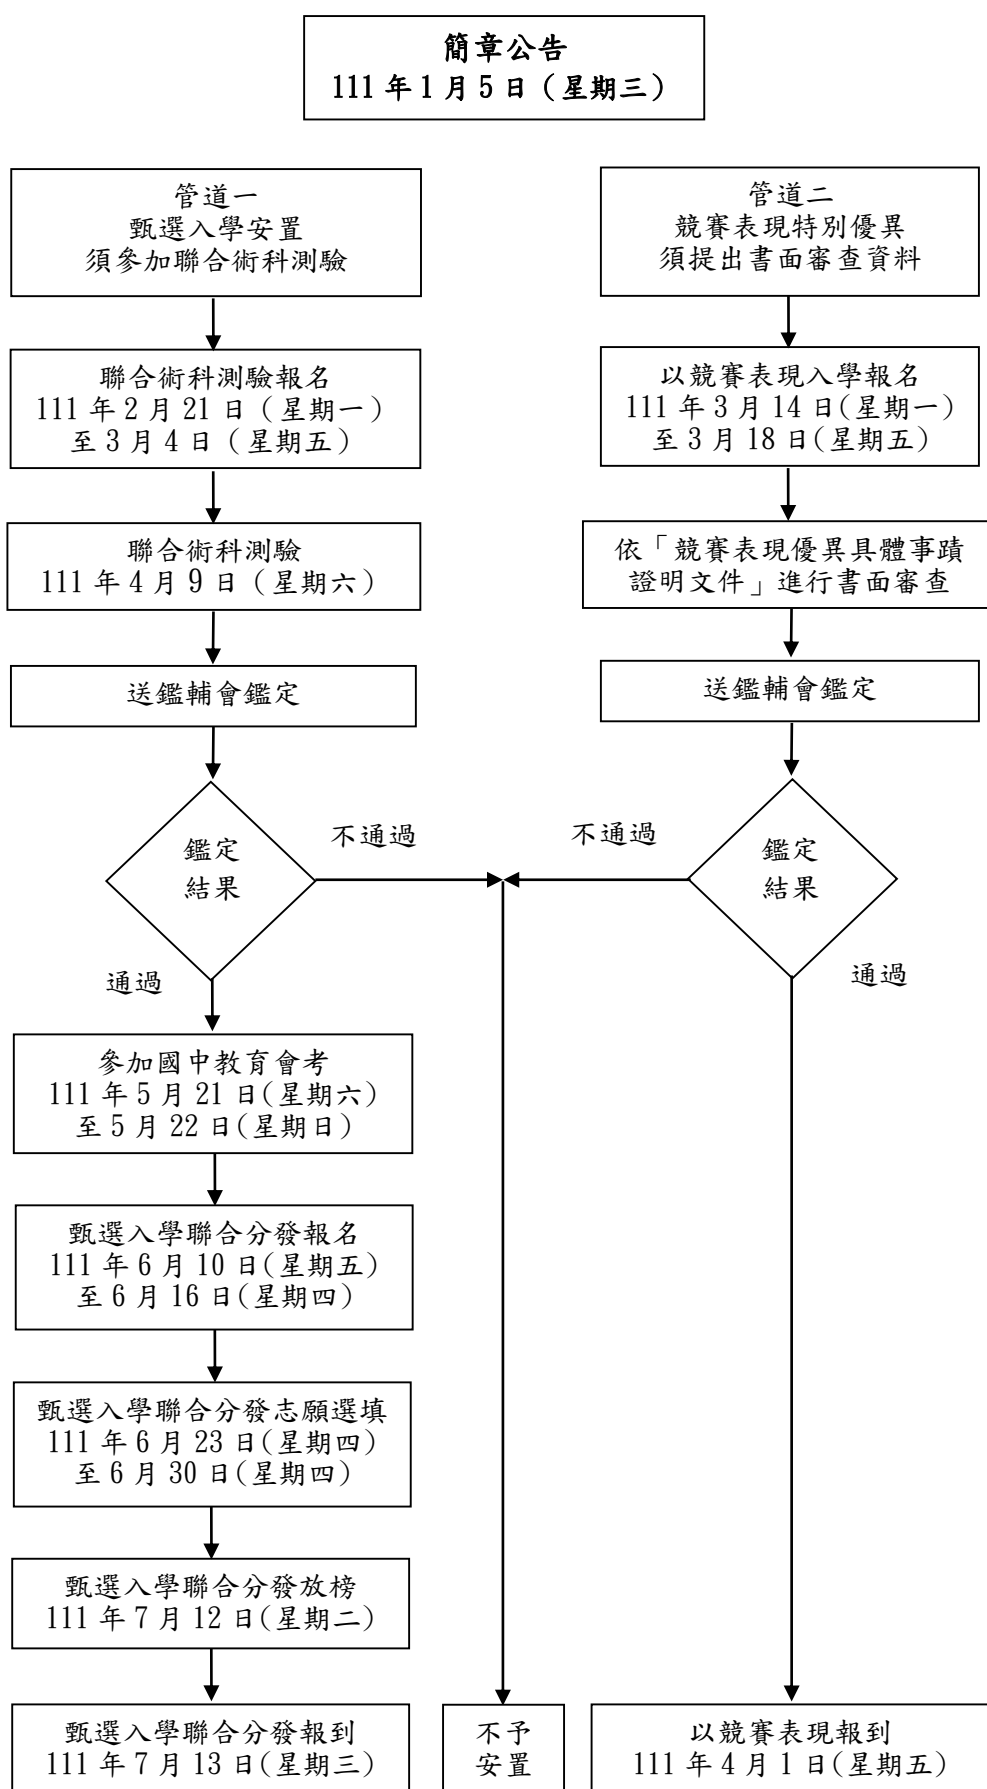 簡章公告
111 年 1 月 5 日（星期三）
管道一
甄選入學安置
須參加聯合術科測驗
管道二
競賽表現特別優異
須提出書面審查資料
聯合術科測驗報名
111 年 2 月 21 日（星期一）
至 3 月 4 日（星期五）
以競賽表現入學報名
111 年 3 月 14 日(星期一)
至 3 月 18 日(星期五)
聯合術科測驗
111 年 4 月 9 日（星期六）
依「競賽表現優異具體事蹟
證明文件」進行書面審查
送鑑輔會鑑定
送鑑輔會鑑定
鑑定
結果
不通過
不通過
鑑定
結果
通過
通過
參加國中教育會考
111 年 5 月 21 日(星期六)
至 5 月 22 日(星期日)
甄選入學聯合分發報名
111 年 6 月 10 日(星期五)
至 6 月 16 日(星期四)
甄選入學聯合分發志願選填
111 年 6 月 23 日(星期四)
至 6 月 30 日(星期四)
甄選入學聯合分發放榜
111 年 7 月 12 日(星期二)
甄選入學聯合分發報到
111 年 7 月 13 日(星期三)
不予
安置
以競賽表現報到
111 年 4 月 1 日(星期五)